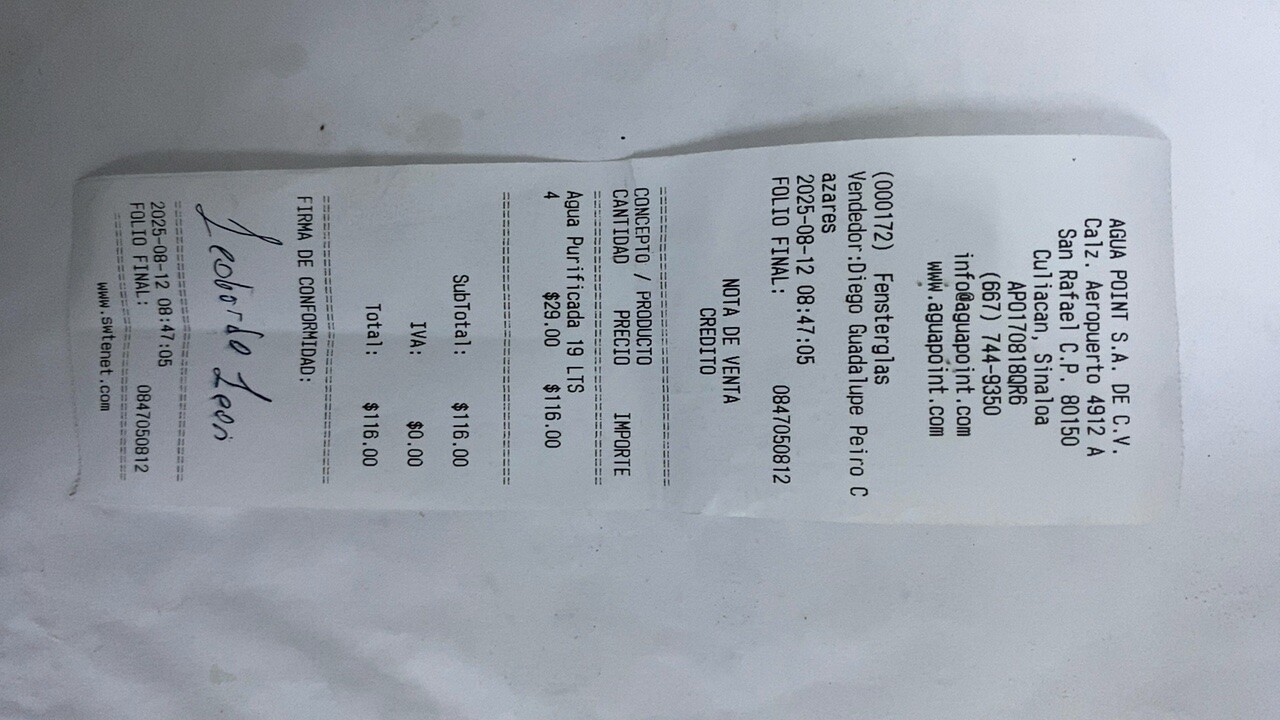 AGUA POINT S.A. DE C.V.
Calz. Aeropuerto 4912 A
San Rafael C.P. 80150
Culiacan, Sinaloa
APO170818QR6
(667) 744-9350
info@aguapoint.com
www.aguapoint.com
(000172) Fensterglas
Vendedor:Diego Guadalupe Peiro C
azares
2025-08-12 08:47:05
FOLIO FINAL: 0847050812
NOTA DE VENTA
CREDITO
================================
CONCEPTO / PRODUCTO
CANTIDAD PRECIO IMPORTE
================================
Agua Purificada 19 LTS
4 $29.00 $116.00
================================
SubTotal: $116.00
IVA: $0.00
Total: $116.00
================================
FIRMA DE CONFORMIDAD:
Leobordo Leon
================================
2025-08-12 08:47:05
FOLIO FINAL: 0847050812
================================
www.swtenet.com